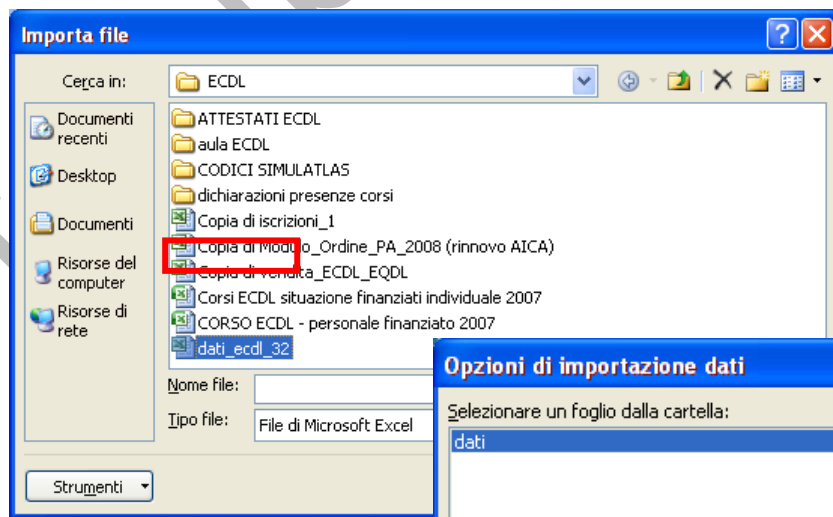 Importa file
Cerca in:
ECDL
Documenti
recenti
Desktop
Documenti
Risorse del
computer
Risorse di
rete
ATTESTATI ECDL
aula ECDL
CODICI SIMULATLAS
dichiarazioni presenze corsi
Copia di iscrizioni_1
Copia di Modulo_Ordine_PA_2008 (rinnovo AICA)
Copia di vendita_ECDL_EQDL
Corsi ECDL situazione finanziati individuale 2007
CORSO ECDL - personale finanziato 2007
dati_ecdl_32
Nome file:
Tipo file:
File di Microsoft Excel
Strumenti
Opzioni di importazione dati
Selezionare un foglio dalla cartella:
dati